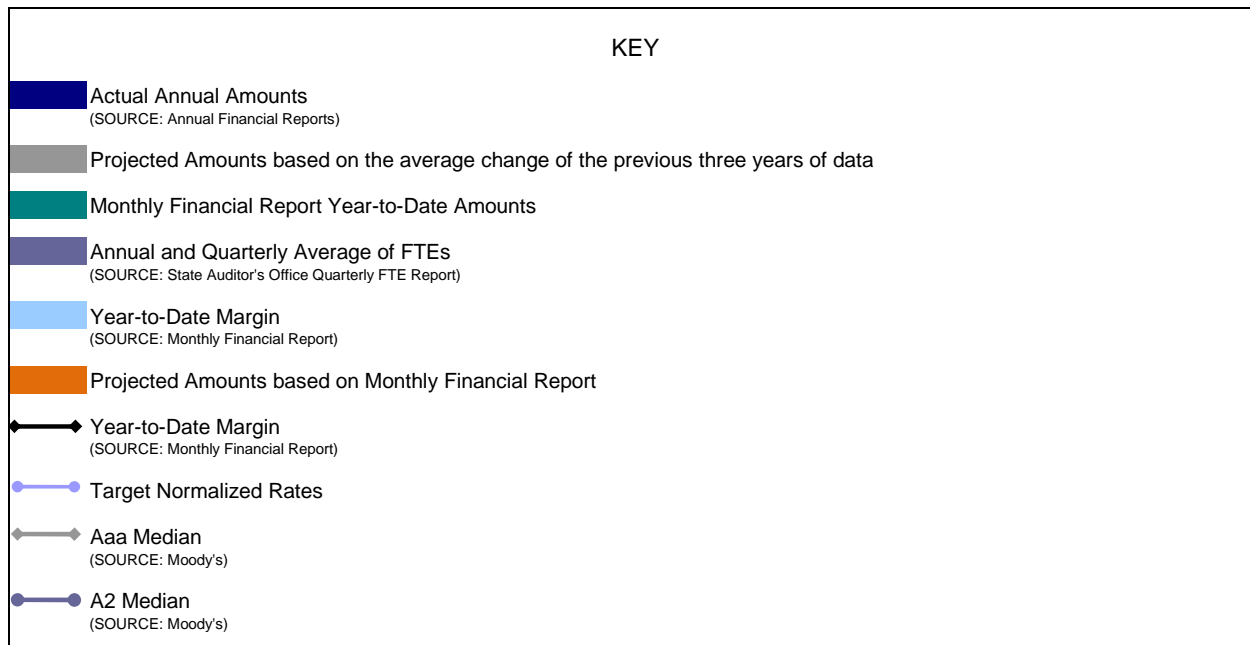 KEY
Actual Annual Amounts
(SOURCE: Annual Financial Reports)
Projected Amounts based on the average change of the previous three years of data
Monthly Financial Report Year-to-Date Amounts
Annual and Quarterly Average of FTEs
(SOURCE: State Auditor's Office Quarterly FTE Report)
Year-to-Date Margin
(SOURCE: Monthly Financial Report)
Projected Amounts based on Monthly Financial Report
Year-to-Date Margin
(SOURCE: Monthly Financial Report)
Target Normalized Rates
Aaa Median
(SOURCE: Moody's)
A2 Median
(SOURCE: Moody's)